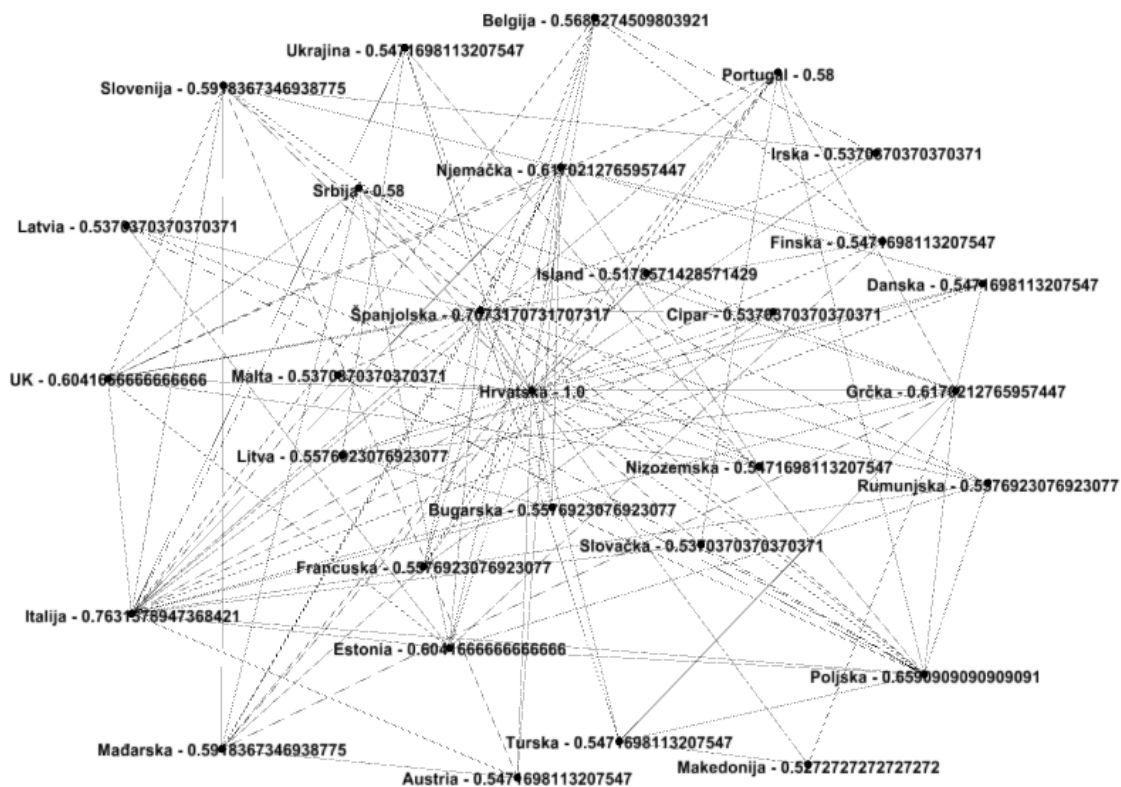 Belgija - 0.5686274509803921
Ukrajina - 0.5471698113207547
Portugal - 0.58
Slovenija - 0.5918367346938775
Irska - 0.5370370370370371
Njemačka - 0.6170212765957447
Srbija - 0.58
Latvia - 0.5370370370370371
Finska - 0.5471698113207547
Island - 0.5178571428571429
Danska - 0.5471698113207547
Španjolska - 0.7073170731707317
Cipar - 0.5370370370370371
UK - 0.6041666666666666
Malta - 0.5370370370370371
Hrvatska - 1.0
Grčka - 0.6170212765957447
Litva - 0.5576923076923077
Nizozemska - 0.5471698113207547
Rumunjska - 0.5576923076923077
Bugarska - 0.5576923076923077
Slovačka - 0.5370370370370371
Francuska - 0.5576923076923077
Italija - 0.7631578947368421
Estonia - 0.6041666666666666
Poljska - 0.6590909090909091
Mađarska - 0.5918367346938775
Turska - 0.5471698113207547
Makedonija - 0.5272727272727272
Austria - 0.5471698113207547